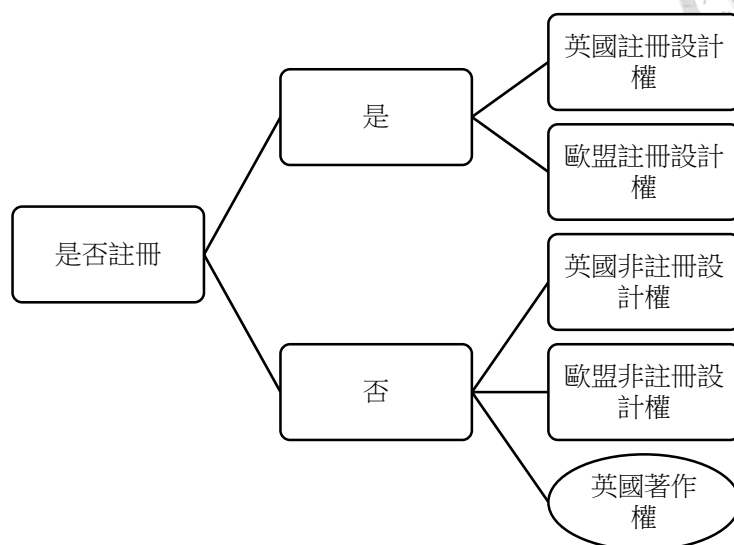 英國註冊設計
權
是
歐盟註冊設計
權
是否註冊
英國非註冊設
計權
否
歐盟非註冊設
計權
英國著作
權